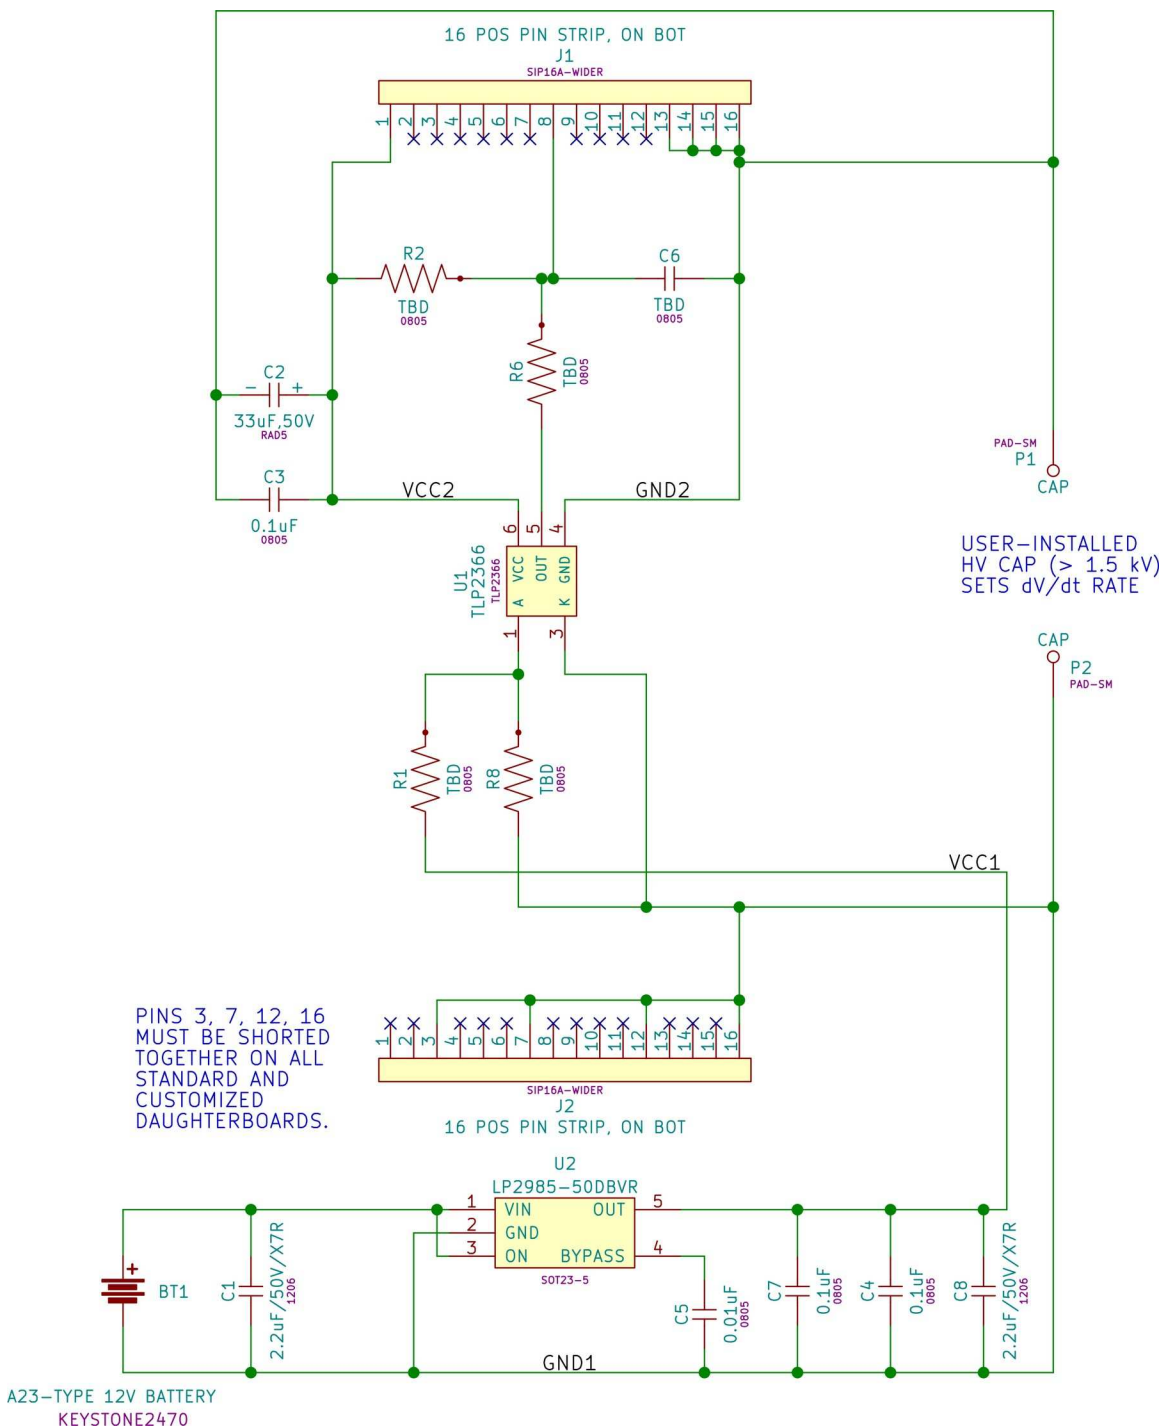 16 POS PIN STRIP, ON BOT
J1
SIP16A-WIDER
1
2
3
4
5
6
7
8
9
10
11
12
13
14
15
16
R2
TBD
0805
C6
TBD
0805
R6
TBD
0805
C2
- +
33uF,50V
RAD5
C3
0.1uF
0805
VCC2
GND2
PAD-SM
P1
CAP
USER-INSTALLED
HV CAP (> 1.5 kV)
SETS dV/dt RATE
CAP
P2
PAD-SM
6
5
4
U1
TLP2366
TLP2366
VCC
OUT
GND
A
K
1
3
R1
TBD
0805
R8
TBD
0805
VCC1
PINS 3, 7, 12, 16
MUST BE SHORTED
TOGETHER ON ALL
STANDARD AND
CUSTOMIZED
DAUGHTERBOARDS.
1
2
3
4
5
6
7
8
9
10
11
12
13
14
15
16
SIP16A-WIDER
J2
16 POS PIN STRIP, ON BOT
U2
LP2985-50DBVR
1 VIN OUT 5
2 GND
3 ON BYPASS 4
SOT23-5
+
BT1
C1
2.2uF/50V/X7R
1206
C5
0.01uF
0805
C7
0.1uF
0805
C4
0.1uF
0805
C8
2.2uF/50V/X7R
1206
GND1
A23-TYPE 12V BATTERY
KEYSTONE2470